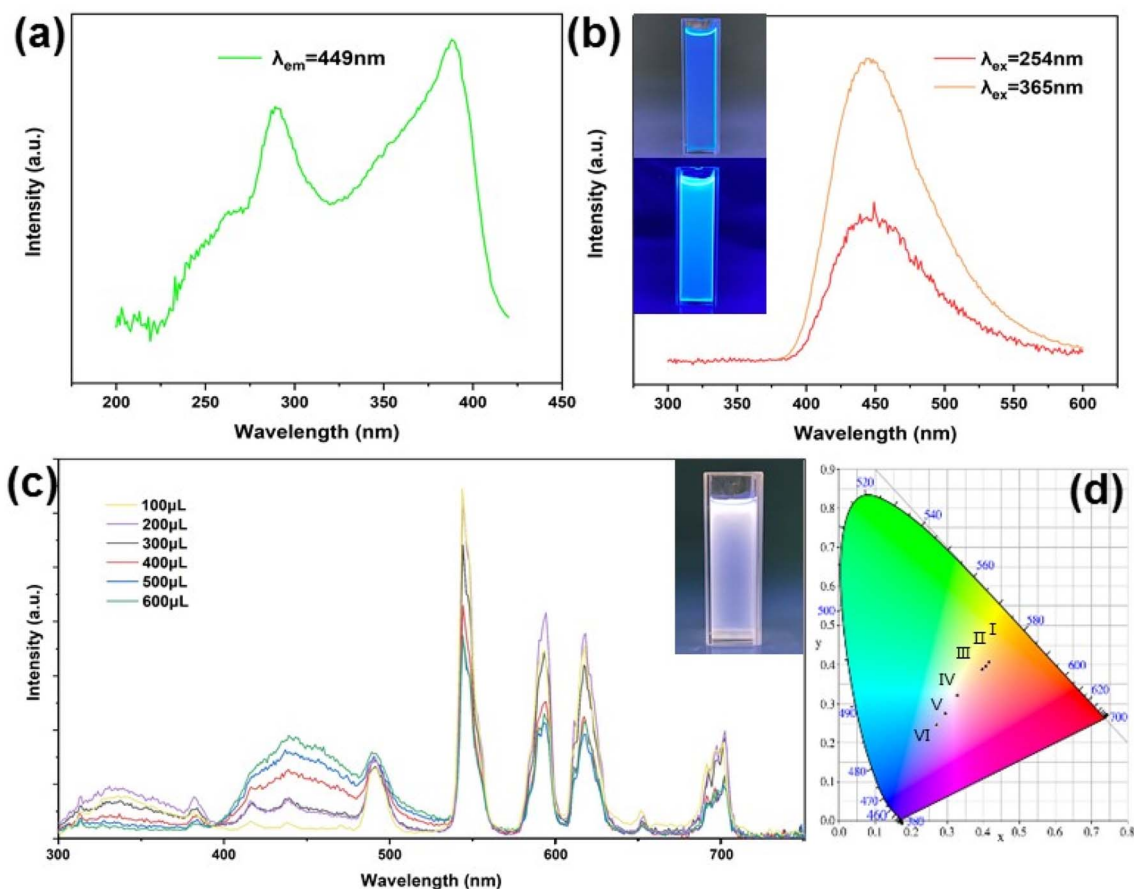 (a)
λem=449nm
Intensity (a.u.)
200 250 300 350 400 450
Wavelength (nm)
(b)
λex=254nm
λex=365nm
Intensity (a.u.)
300 350 400 450 500 550 600
Wavelength (nm)
(c)
100μL
200μL
300μL
400μL
500μL
600μL
Intensity (a.u.)
300 400 500 600 700
Wavelength (nm)
(d)
0.9
0.8
0.7
0.6
0.5
0.4
0.3
0.2
0.1
0.0
y
520
540
560
500
580
I
II
III
600
IV
620
490
V
700
VI
480
470
460
380
0.0 0.1 0.2 0.3 0.4 0.5 0.6 0.7 0.8
x